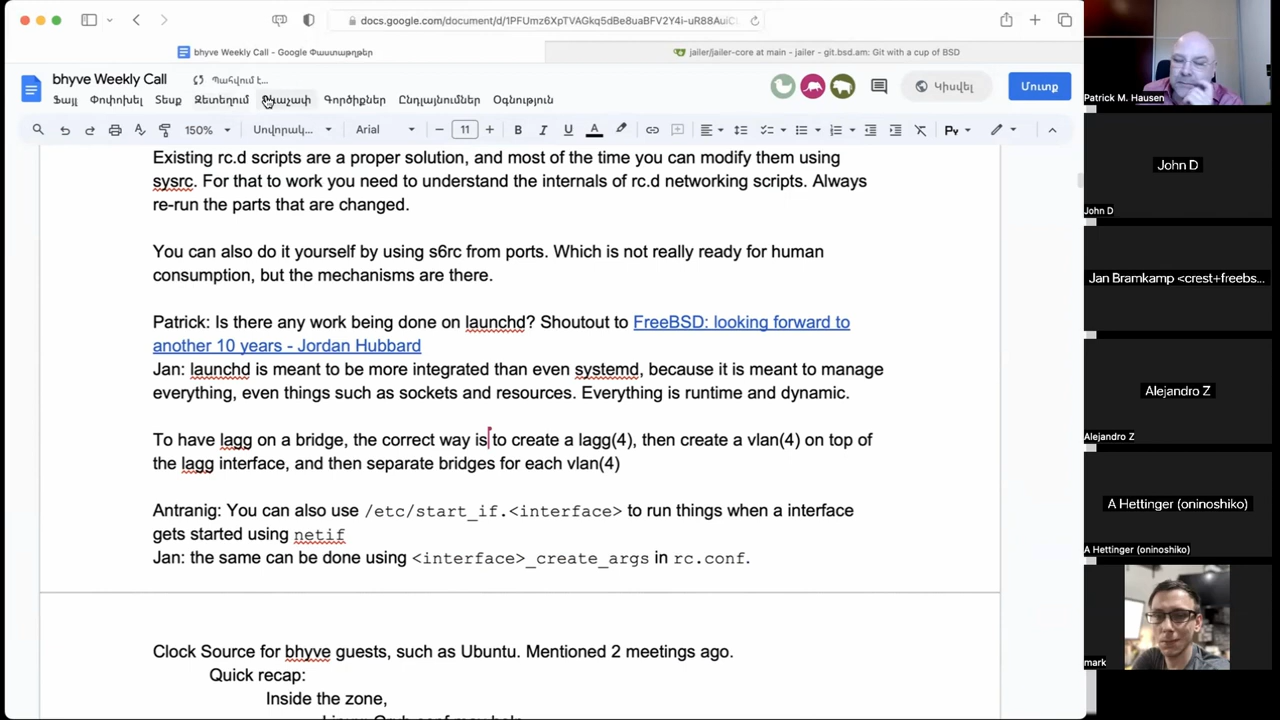 docs.google.com/document/d/1PFUmz6XpTVAGkq5dBe8uaBFV2Y4i-uR88AuiC
bhyve Weekly Call - Google Փաստաթղթեր
jailer/jailer-core at main - jailer - git.bsd.am: Git with a cup of BSD
bhyve Weekly Call
Պահվում է…
Ֆայլ Փոփոխել Տեսք Զետեղում Գործիքներ Ընդլայնումներ Օգնություն
Կիսվել
Մուտք
150% Սովորակ... Arial 11
Existing rc.d scripts are a proper solution, and most of the time you can modify them using
sysrc. For that to work you need to understand the internals of rc.d networking scripts. Always
re-run the parts that are changed.
You can also do it yourself by using s6rc from ports. Which is not really ready for human
consumption, but the mechanisms are there.
Patrick: Is there any work being done on launchd? Shoutout to FreeBSD: looking forward to
another 10 years - Jordan Hubbard
Jan: launchd is meant to be more integrated than even systemd, because it is meant to manage
everything, even things such as sockets and resources. Everything is runtime and dynamic.
To have lagg on a bridge, the correct way is to create a lagg(4), then create a vlan(4) on top of
the lagg interface, and then separate bridges for each vlan(4)
Antranig: You can also use /etc/start_if.<interface> to run things when a interface
gets started using netif
Jan: the same can be done using <interface>_create_args in rc.conf.
Clock Source for bhyve guests, such as Ubuntu. Mentioned 2 meetings ago.
Quick recap:
Inside the zone,
Patrick M. Hausen
John D
John D
Jan Bramkamp <crest+freebs...
Alejandro Z
Alejandro Z
A Hettinger (oninoshiko)
A Hettinger (oninoshiko)
mark